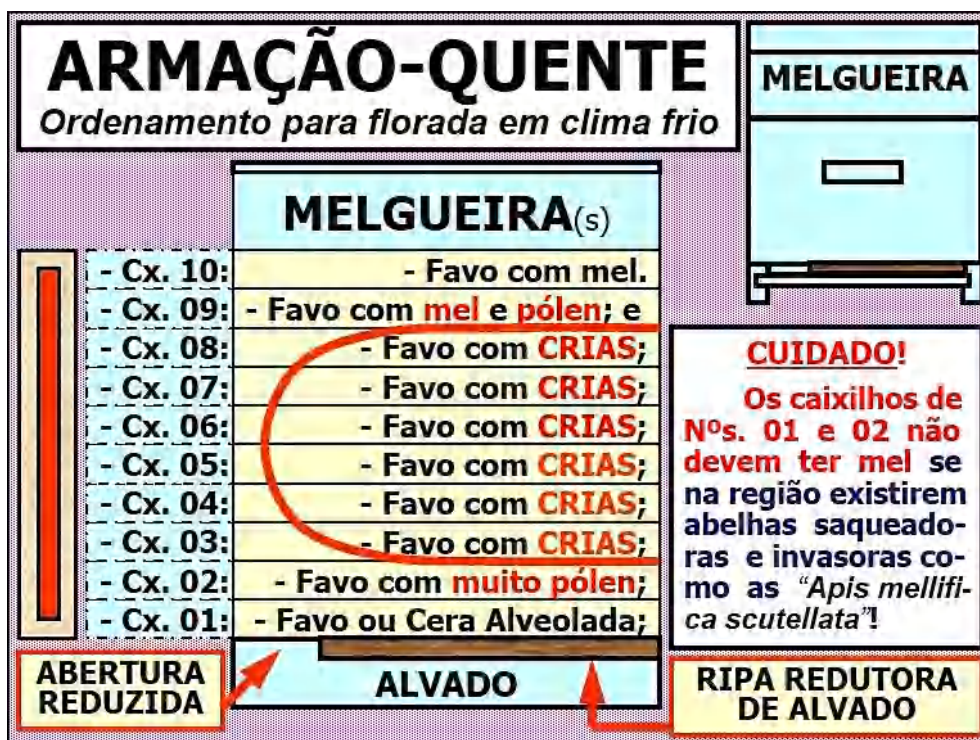 ARMAÇÃO-QUENTE
Ordenamento para florada em clima frio
MELGUEIRA
MELGUEIRA(s)
- Cx. 10: - Favo com mel.
- Cx. 09: - Favo com mel e pólen; e
- Cx. 08: - Favo com CRIAS;
- Cx. 07: - Favo com CRIAS;
- Cx. 06: - Favo com CRIAS;
- Cx. 05: - Favo com CRIAS;
- Cx. 04: - Favo com CRIAS;
- Cx. 03: - Favo com CRIAS;
- Cx. 02: - Favo com muito pólen;
- Cx. 01: - Favo ou Cera Alveolada;
CUIDADO!
Os caixilhos de
Nºs. 01 e 02 não
devem ter mel se
na região existirem
abelhas saqueado-
ras e invasoras co-
mo as “Apis mellifi-
ca scutellata”!
ABERTURA
REDUZIDA
ALVADO
RIPA REDUTORA
DE ALVADO